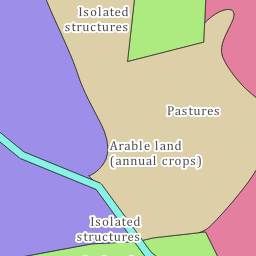 Isolated
structures
Pastures
Arable land
(annual crops)
Isolated
structures